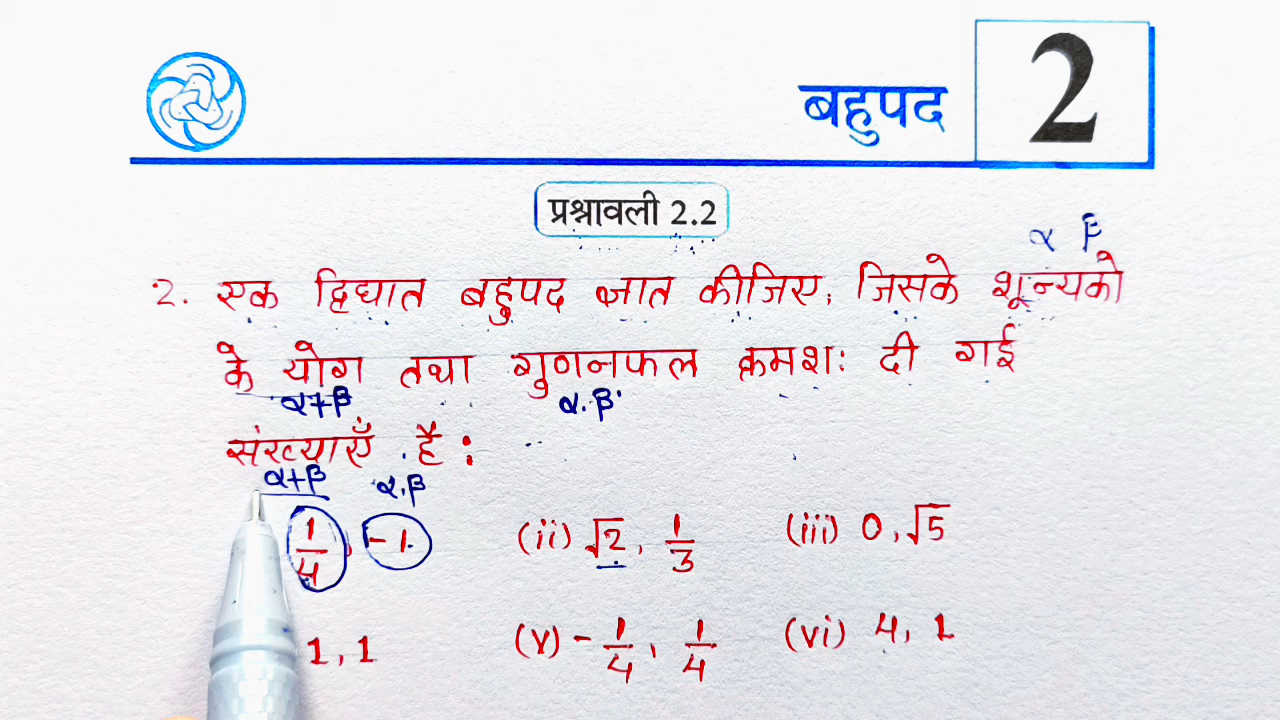 बहुपद 2
प्रश्नावली 2.2
α β
2. एक द्विघात बहुपद ज्ञात कीजिए, जिसके शून्यको
के योग तथा गुणनफल क्रमश: दी गई
α+β α.β
संख्याएँ है :
α+β α.β
1/4, -1 (ii) √2, 1/3 (iii) 0, √5
1, 1 (v) -1/4, 1/4 (vi) 4, 1